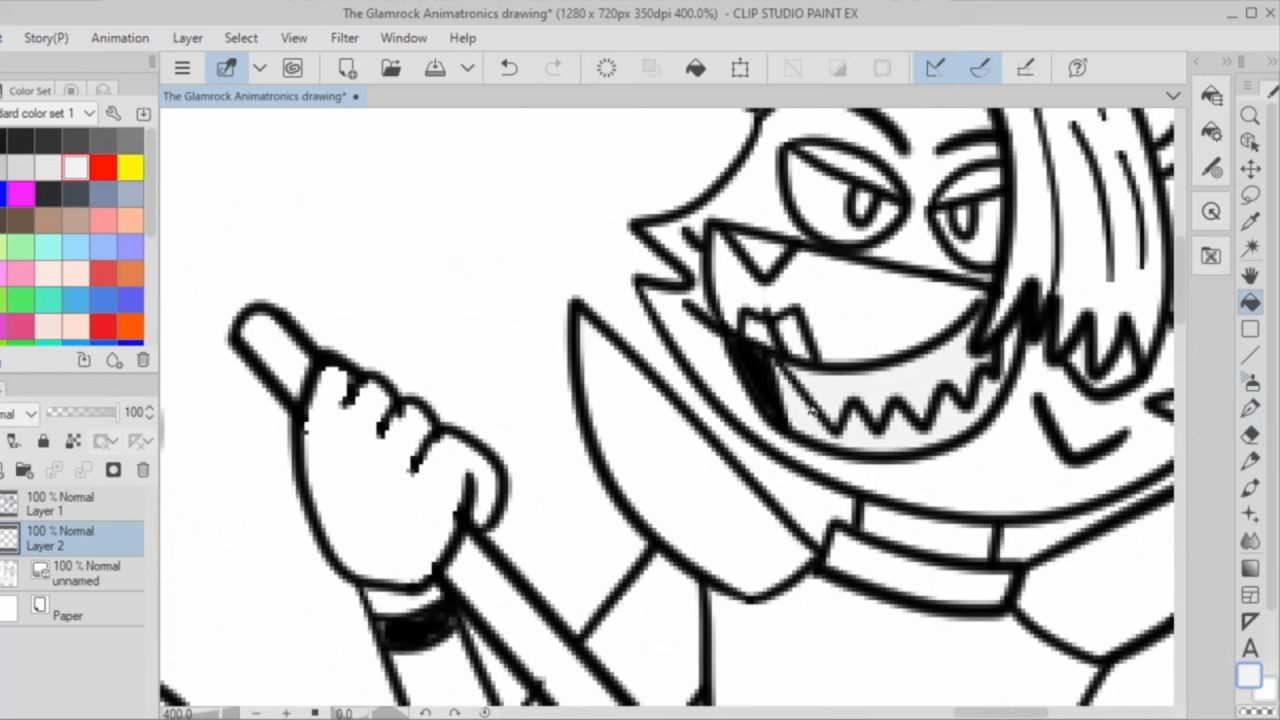 The Glamrock Animatronics drawing* (1280 x 720px 350dpi 400.0%) - CLIP STUDIO PAINT EX
Story(P) Animation Layer Select View Filter Window Help
The Glamrock Animatronics drawing*
Color Set
dard color set 1
mal 100
100 % Normal
Layer 1
100 % Normal
Layer 2
100 % Normal
unnamed
Paper
400.0 0.0